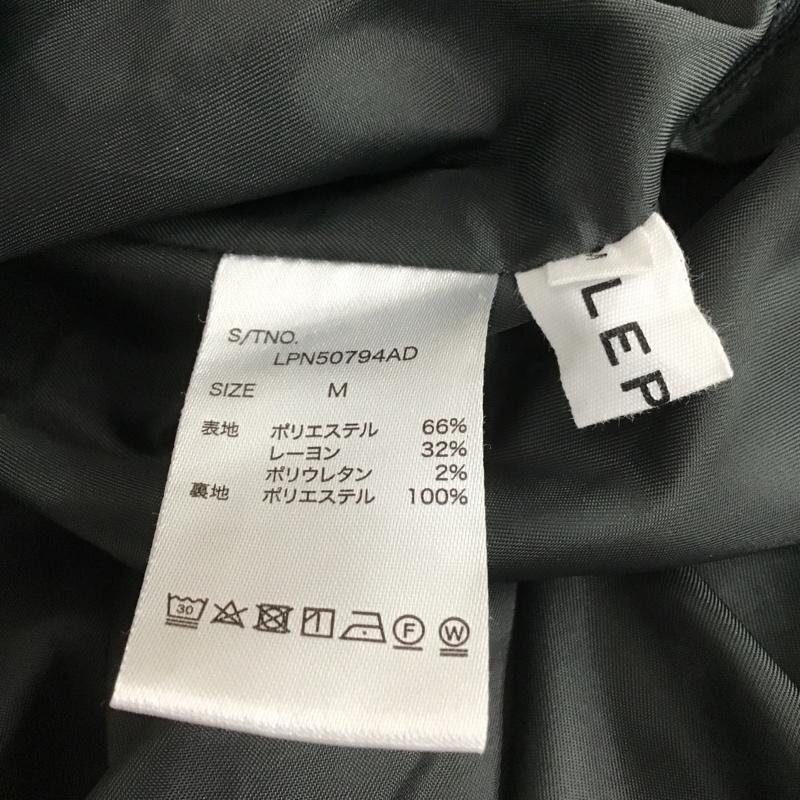 S/TNO.
LPN50794AD
SIZE M
表地 ポリエステル 66%
レーヨン 32%
ポリウレタン 2%
裏地 ポリエステル 100%
30
F
W
M
LEP